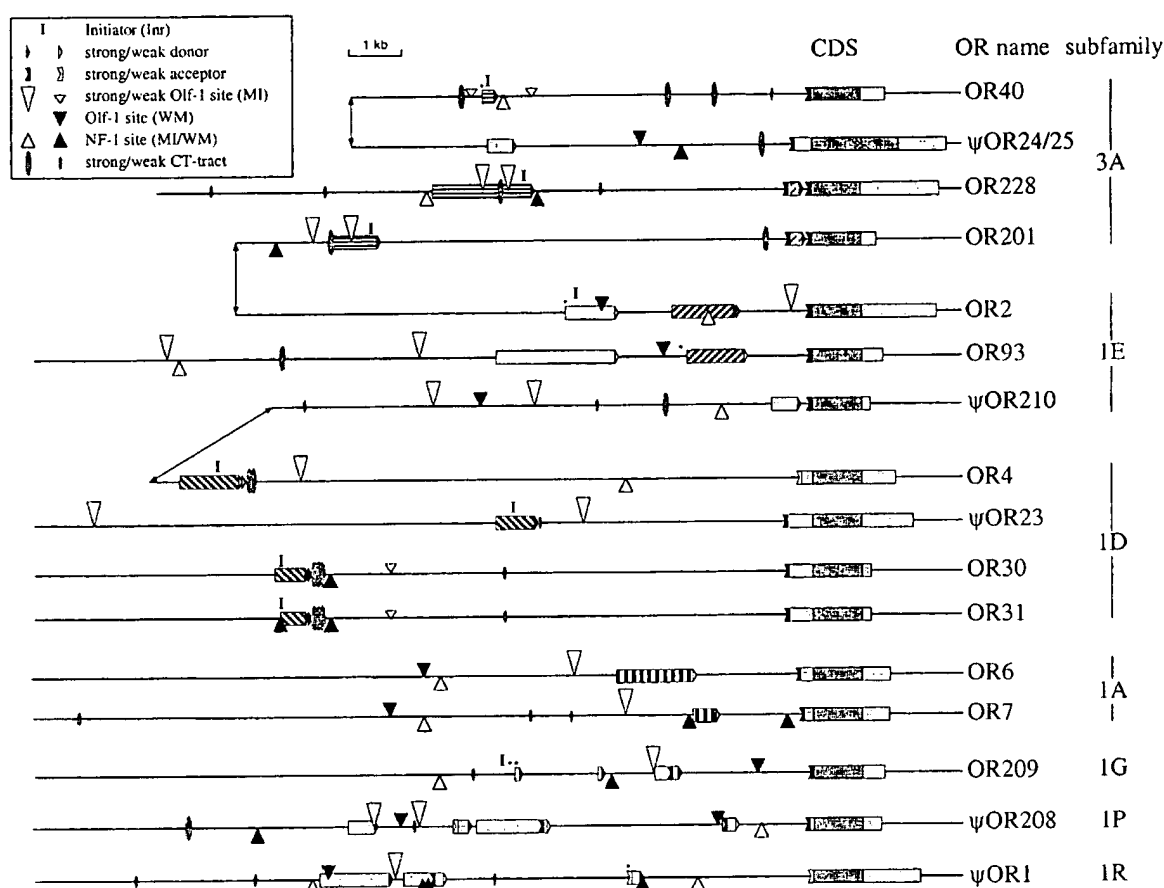 I Initiator (Inr)
strong/weak donor
strong/weak acceptor
strong/weak Olf-1 site (MI)
Olf-1 site (WM)
NF-1 site (MI/WM)
strong/weak CT-tract
1 kb
CDS OR name subfamily
I OR40
ψOR24/25
3A
I OR228
I OR201
I OR2
OR93 1E
ψOR210
I OR4
I ψOR23
1D
I OR30
I OR31
OR6
1A
OR7
I OR209 1G
ψOR208 1P
ψOR1 1R